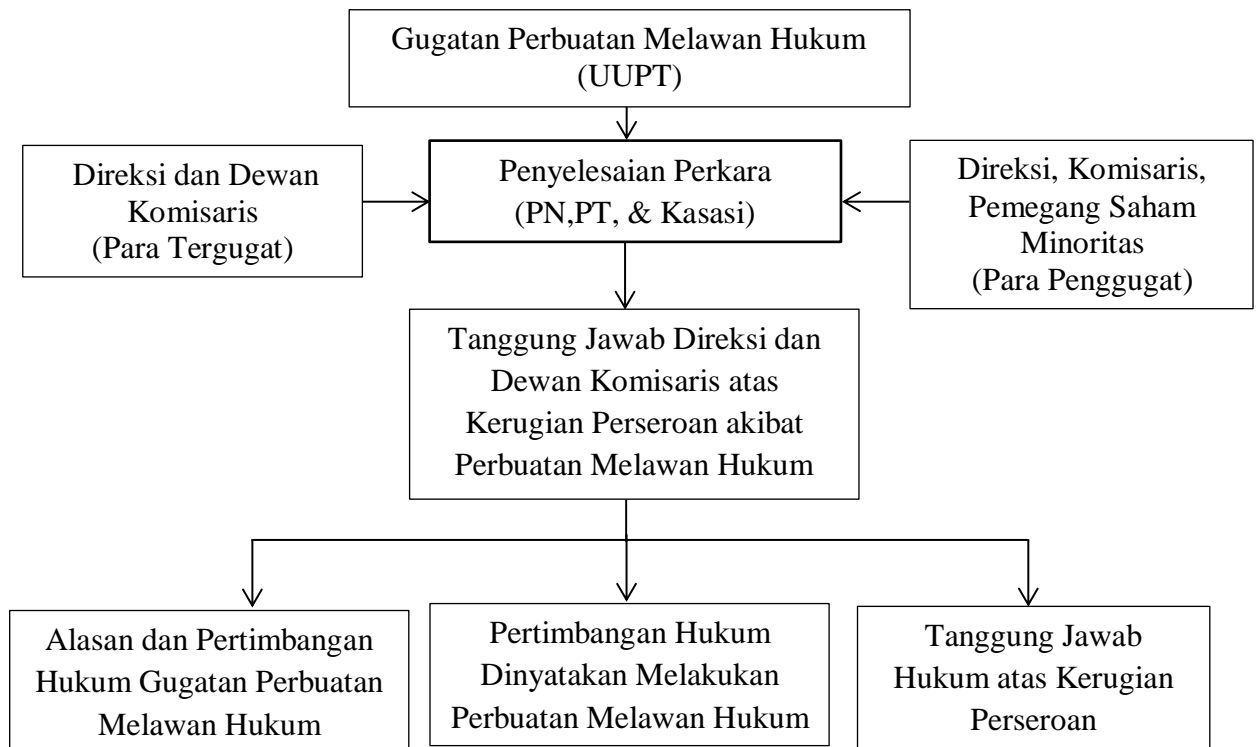 Gugatan Perbuatan Melawan Hukum
(UUPT)
Direksi dan Dewan
Komisaris
(Para Tergugat)
Penyelesaian Perkara
(PN,PT, & Kasasi)
Direksi, Komisaris,
Pemegang Saham
Minoritas
(Para Penggugat)
Tanggung Jawab Direksi dan
Dewan Komisaris atas
Kerugian Perseroan akibat
Perbuatan Melawan Hukum
Alasan dan Pertimbangan
Hukum Gugatan Perbuatan
Melawan Hukum
Pertimbangan Hukum
Dinyatakan Melakukan
Perbuatan Melawan Hukum
Tanggung Jawab
Hukum atas Kerugian
Perseroan